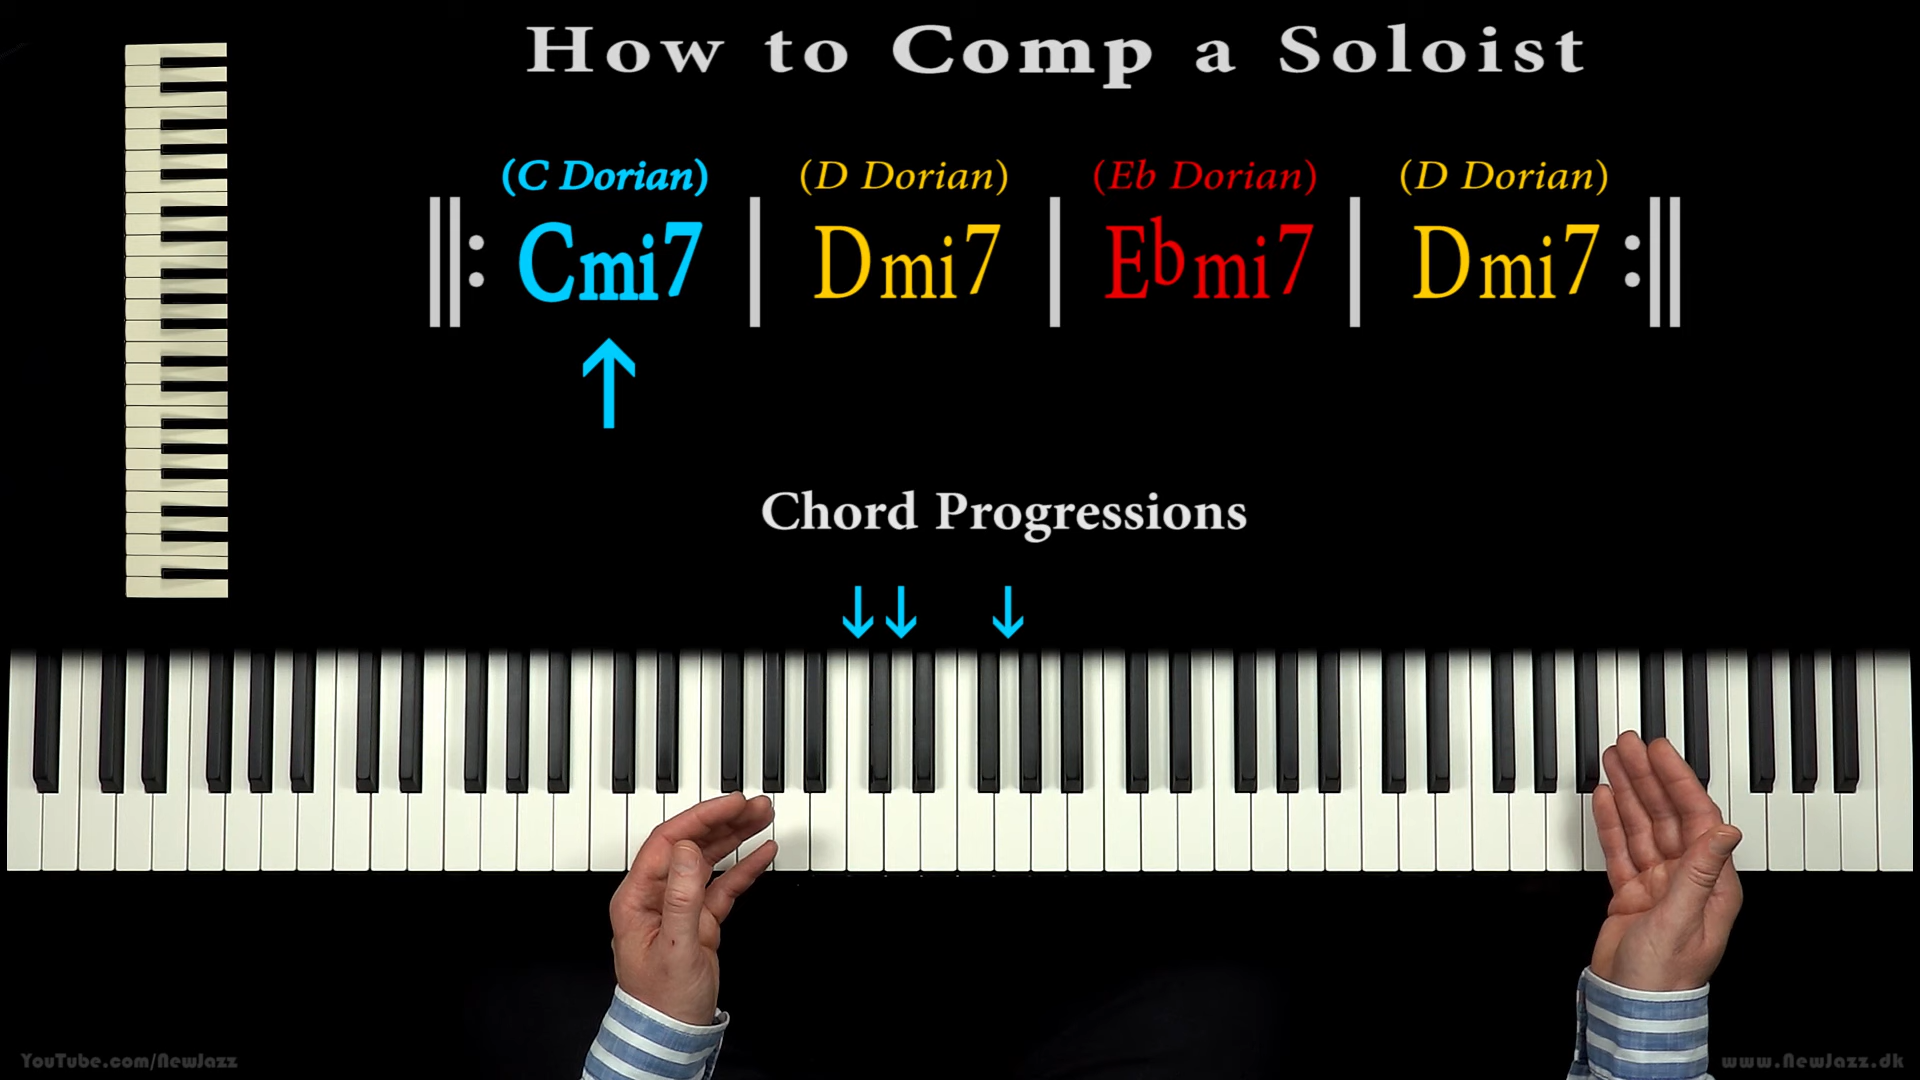 How to Comp a Soloist
(C Dorian) (D Dorian) (Eb Dorian) (D Dorian)
Cmi7 Dmi7 Ebmi7 Dmi7
Chord Progressions
YouTube.com/NewJazz www.NewJazz.dk